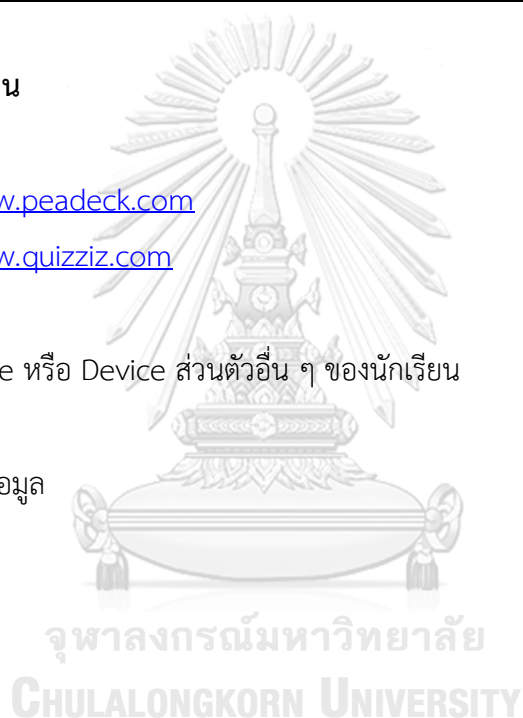 น
w.peadeck.com
w.quizziz.com
e หรือ Device ส่วนตัวอื่น ๆ ของนักเรียน
อมูล
จุฬาลงกรณ์มหาวิทยาลัย
CHULALONGKORN UNIVERSITY